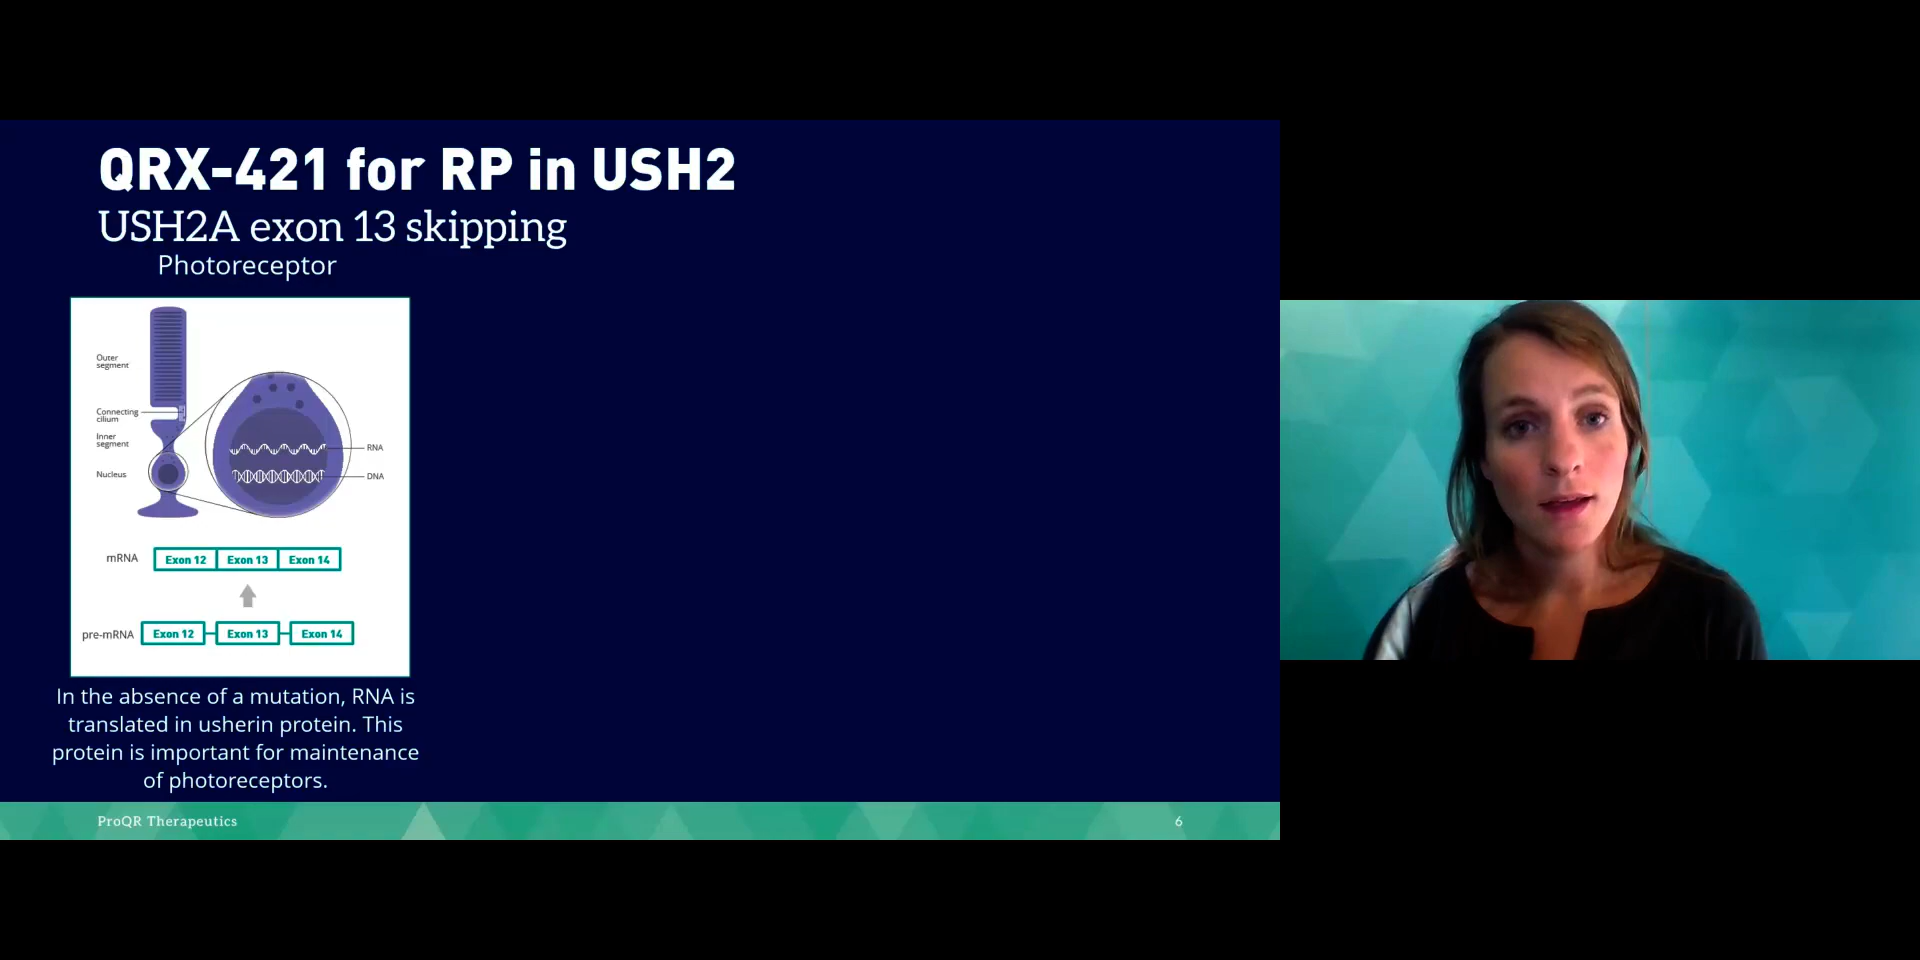 QRX-421 for RP in USH2
USH2A exon 13 skipping
Photoreceptor
Outer
segment
Connecting
cilium
Inner
segment
Nucleus
RNA
DNA
mRNA
Exon 12 Exon 13 Exon 14
pre-mRNA
Exon 12 Exon 13 Exon 14
In the absence of a mutation, RNA is
translated in usherin protein. This
protein is important for maintenance
of photoreceptors.
ProQR Therapeutics
6